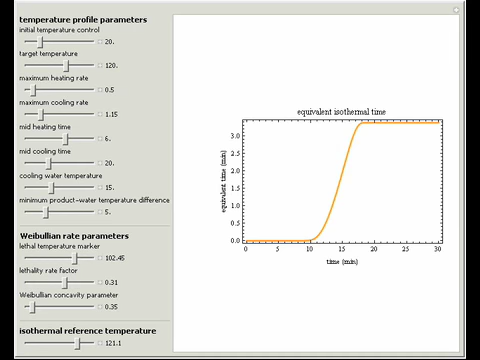 temperature profile parameters
initial temperature control
20.
target temperature
120.
maximum heating rate
0.5
maximum cooling rate
1.15
mid heating time
6.
mid cooling time
20.
cooling water temperature
15.
minimum product-water temperature difference
5.
Weibullian rate parameters
lethal temperature marker
102.45
lethality rate factor
0.31
Weibullian concavity parameter
0.35
isothermal reference temperature
121.1
equivalent isothermal time
equivalent time (min)
3.0
2.5
2.0
1.5
1.0
0.5
0.0
0 5 10 15 20 25 30
time (min)